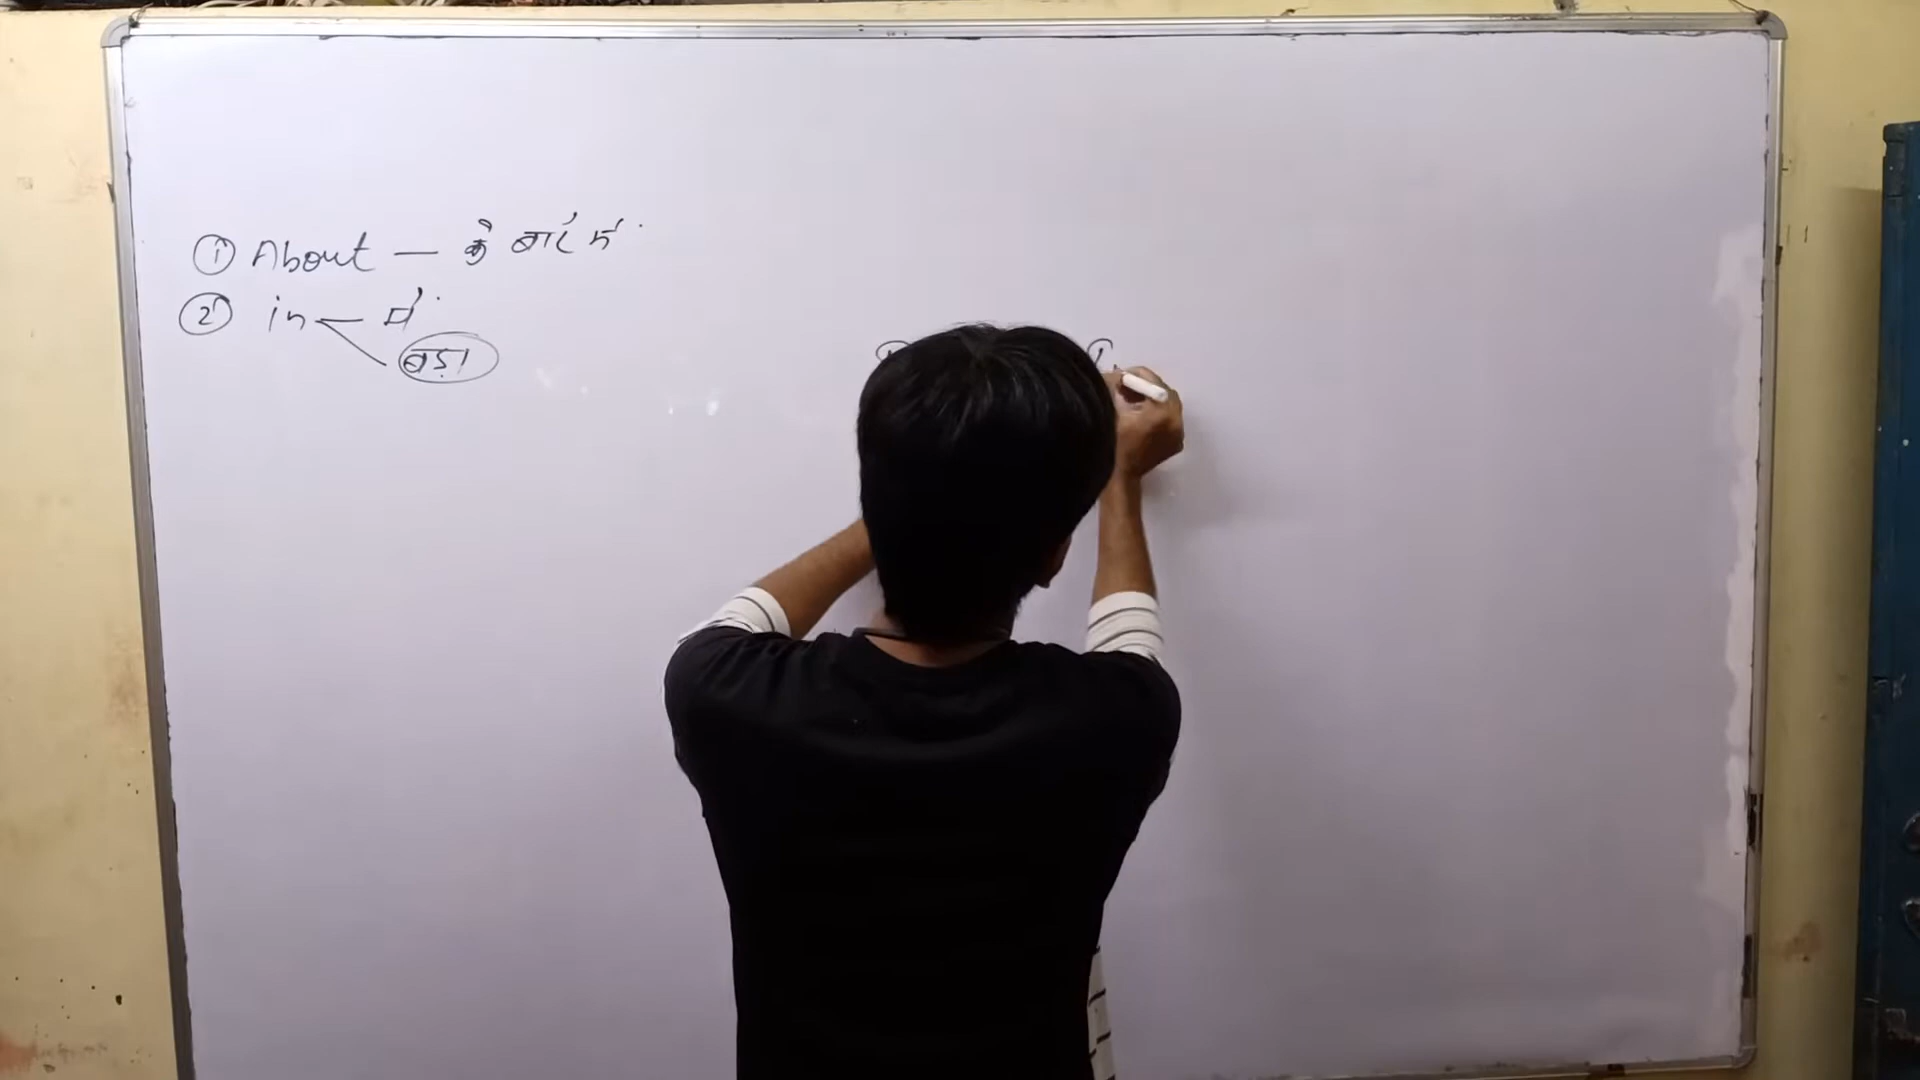 ① About — के बारे में
② in — में
बड़ा